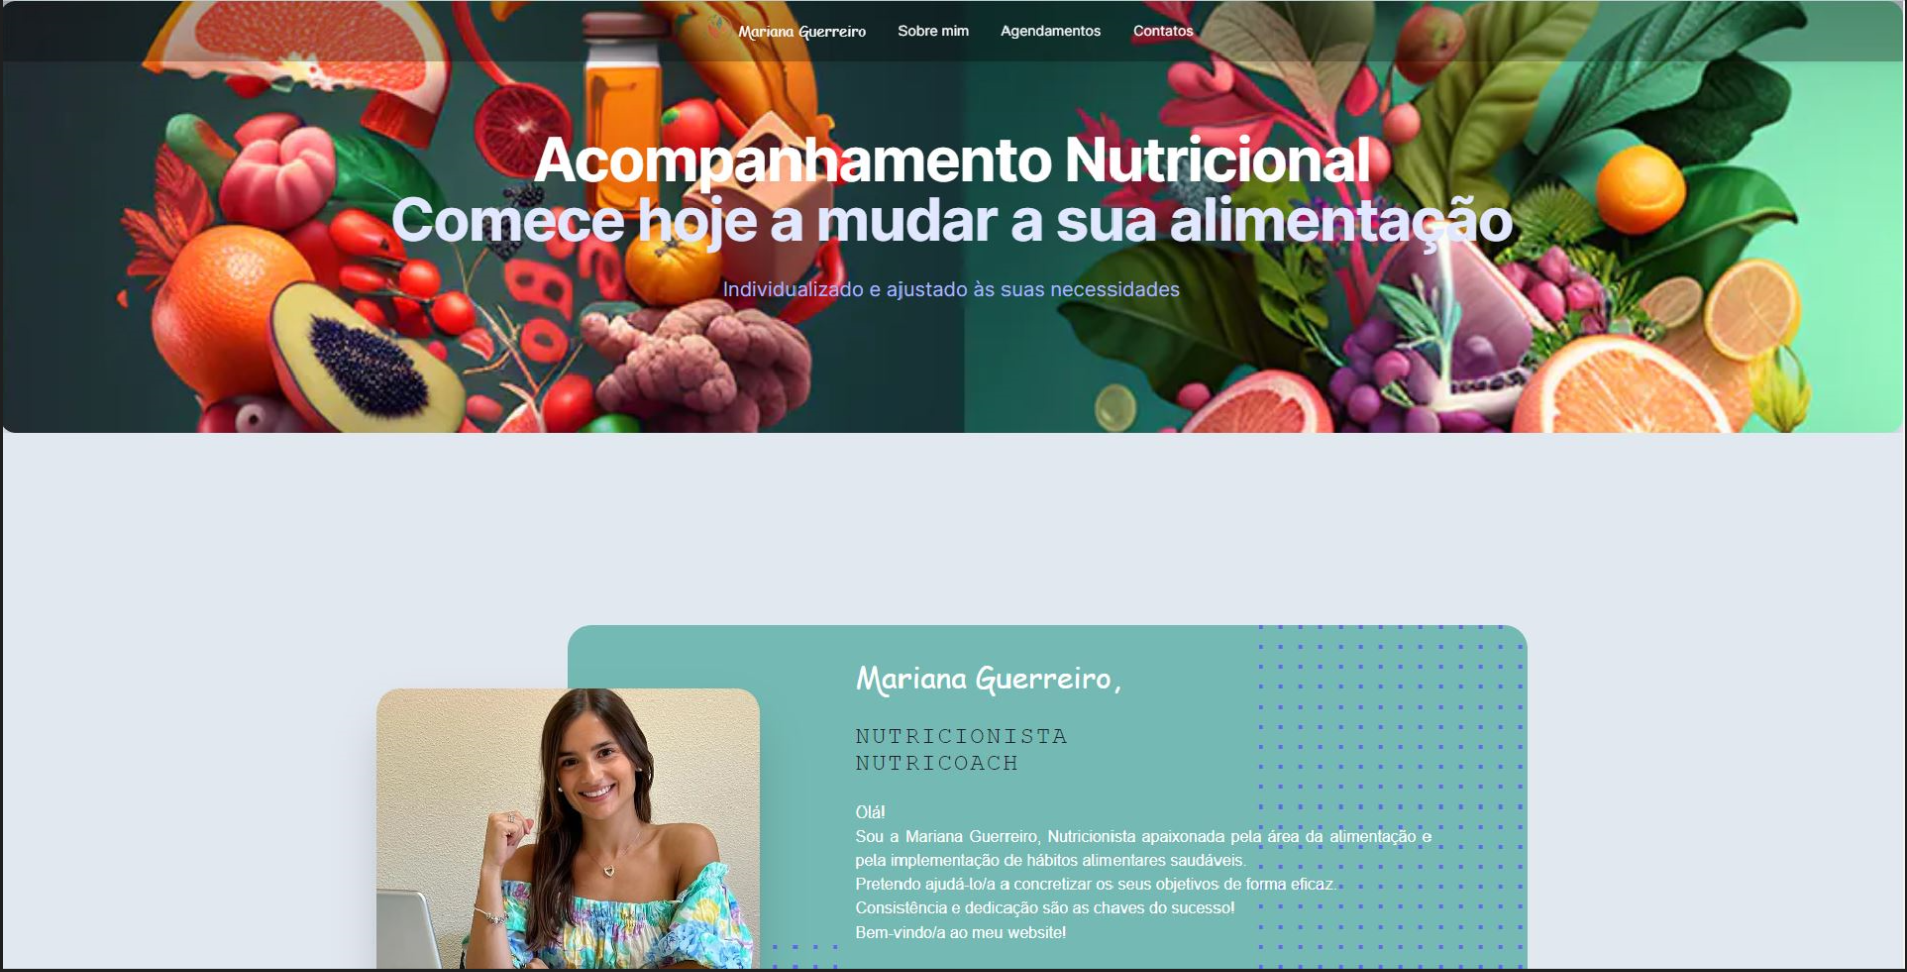 Mariana Guerreiro
Sobre mim
Agendamentos
Contatos
Acompanhamento Nutricional
Comece hoje a mudar a sua alimentação
Individualizado e ajustado às suas necessidades
Mariana Guerreiro,
NUTRICIONISTA
NUTRICOACH
Olá!
Sou a Mariana Guerreiro, Nutricionista apaixonada pela área da alimentação e
pela implementação de hábitos alimentares saudáveis.
Pretendo ajudá-lo/a a concretizar os seus objetivos de forma eficaz.
Consistência e dedicação são as chaves do sucesso!
Bem-vindo/a ao meu website!